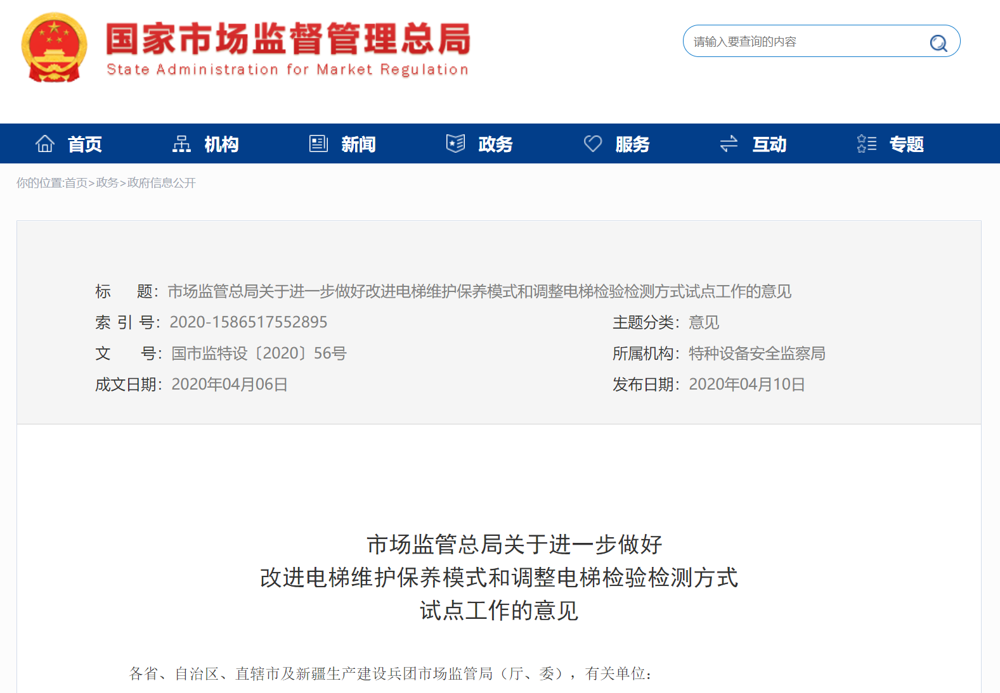 国家市场监督管理总局
State Administration for Market Regulation
请输入要查询的内容
首页 机构 新闻 政务 服务 互动 专题
你的位置:首页>政务>政府信息公开
标 题：市场监管总局关于进一步做好改进电梯维护保养模式和调整电梯检验检测方式试点工作的意见
索 引 号：2020-1586517552895 主题分类：意见
文 号：国市监特设〔2020〕56号 所属机构：特种设备安全监察局
成文日期：2020年04月06日 发布日期：2020年04月10日
市场监管总局关于进一步做好
改进电梯维护保养模式和调整电梯检验检测方式
试点工作的意见
各省、自治区、直辖市及新疆生产建设兵团市场监管局（厅、委），有关单位：